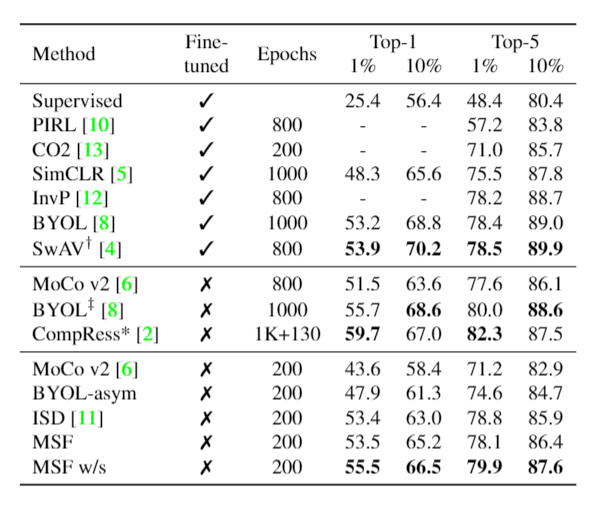 Method Fine-tuned Epochs Top-1 Top-5
1% 10% 1% 10%
Supervised ✓ 25.4 56.4 48.4 80.4
PIRL [10] ✓ 800 - - 57.2 83.8
CO2 [13] ✓ 200 - - 71.0 85.7
SimCLR [5] ✓ 1000 48.3 65.6 75.5 87.8
InvP [12] ✓ 800 - - 78.2 88.7
BYOL [8] ✓ 1000 53.2 68.8 78.4 89.0
SwAV† [4] ✓ 800 53.9 70.2 78.5 89.9
MoCo v2 [6] ✗ 800 51.5 63.6 77.6 86.1
BYOL‡ [8] ✗ 1000 55.7 68.6 80.0 88.6
CompRess* [2] ✗ 1K+130 59.7 67.0 82.3 87.5
MoCo v2 [6] ✗ 200 43.6 58.4 71.2 82.9
BYOL-asym ✗ 200 47.9 61.3 74.6 84.7
ISD [11] ✗ 200 53.4 63.0 78.8 85.9
MSF ✗ 200 53.5 65.2 78.1 86.4
MSF w/s ✗ 200 55.5 66.5 79.9 87.6